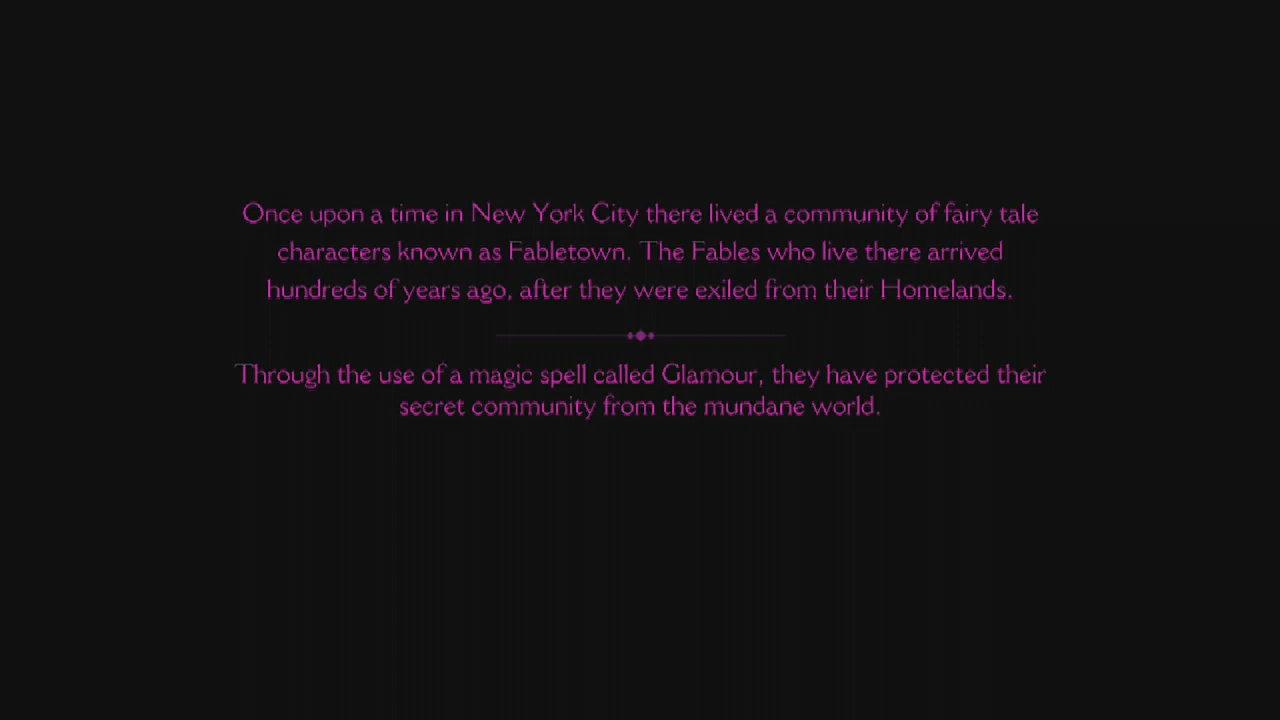 Once upon a time in New York City there lived a community of fairy tale
characters known as Fabletown. The Fables who live there arrived
hundreds of years ago, after they were exiled from their Homelands.
Through the use of a magic spell called Glamour, they have protected their
secret community from the mundane world.